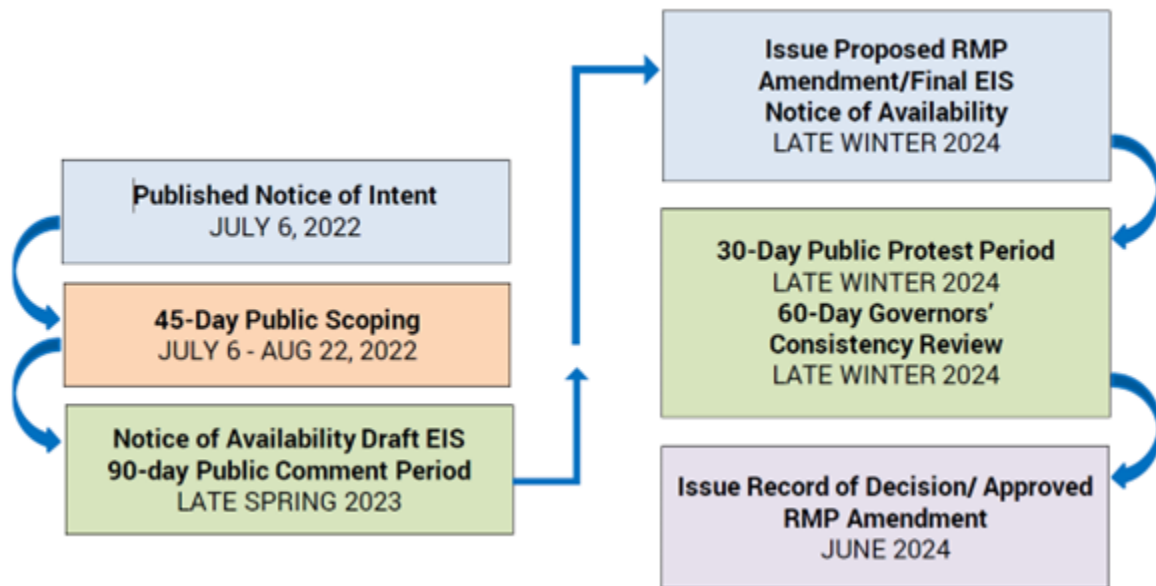 Published Notice of Intent
JULY 6, 2022
45-Day Public Scoping
JULY 6 - AUG 22, 2022
Notice of Availability Draft EIS
90-day Public Comment Period
LATE SPRING 2023
Issue Proposed RMP
Amendment/Final EIS
Notice of Availability
LATE WINTER 2024
30-Day Public Protest Period
LATE WINTER 2024
60-Day Governors'
Consistency Review
LATE WINTER 2024
Issue Record of Decision/ Approved
RMP Amendment
JUNE 2024